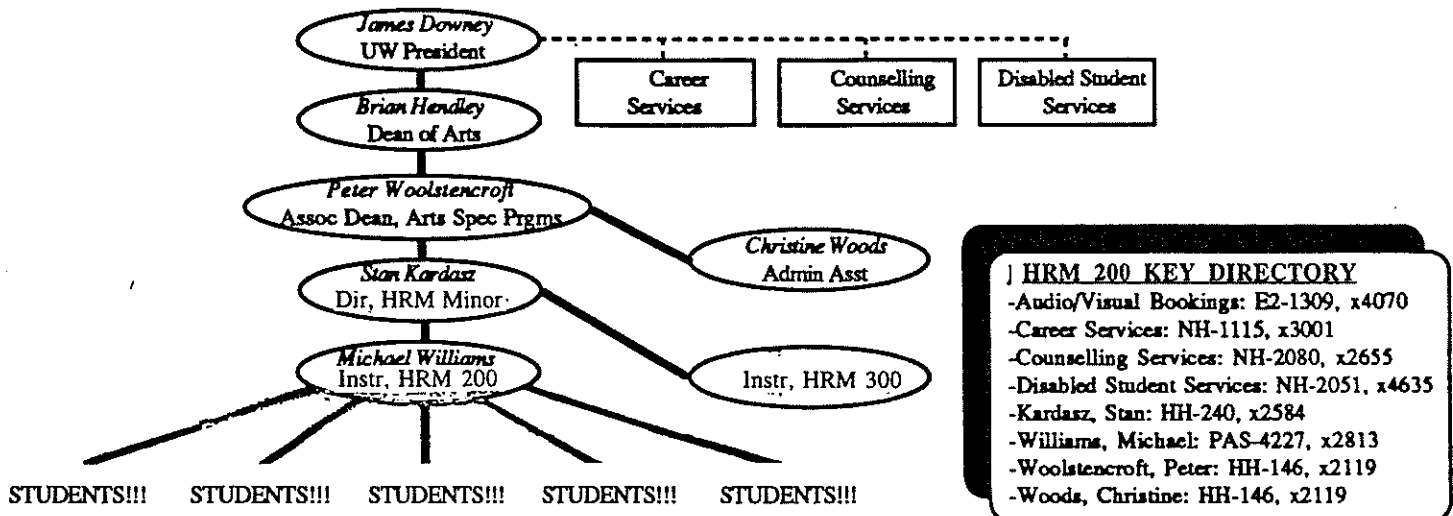 James Downey
UW President
Career
Services
Counselling
Services
Disabled Student
Services
Brian Hendley
Dean of Arts
Peter Woolstencroft
Assoc Dean, Arts Spec Prgms
Christine Woods
Admin Asst
Stan Kardasz
Dir, HRM Minor
Michael Williams
Instr, HRM 200
Instr, HRM 300
STUDENTS!!! STUDENTS!!! STUDENTS!!! STUDENTS!!! STUDENTS!!!
HRM 200 KEY DIRECTORY
-Audio/Visual Bookings: E2-1309, x4070
-Career Services: NH-1115, x3001
-Counselling Services: NH-2080, x2655
-Disabled Student Services: NH-2051, x4635
-Kardasz, Stan: HH-240, x2584
-Williams, Michael: PAS-4227, x2813
-Woolstencroft, Peter: HH-146, x2119
-Woods, Christine: HH-146, x2119